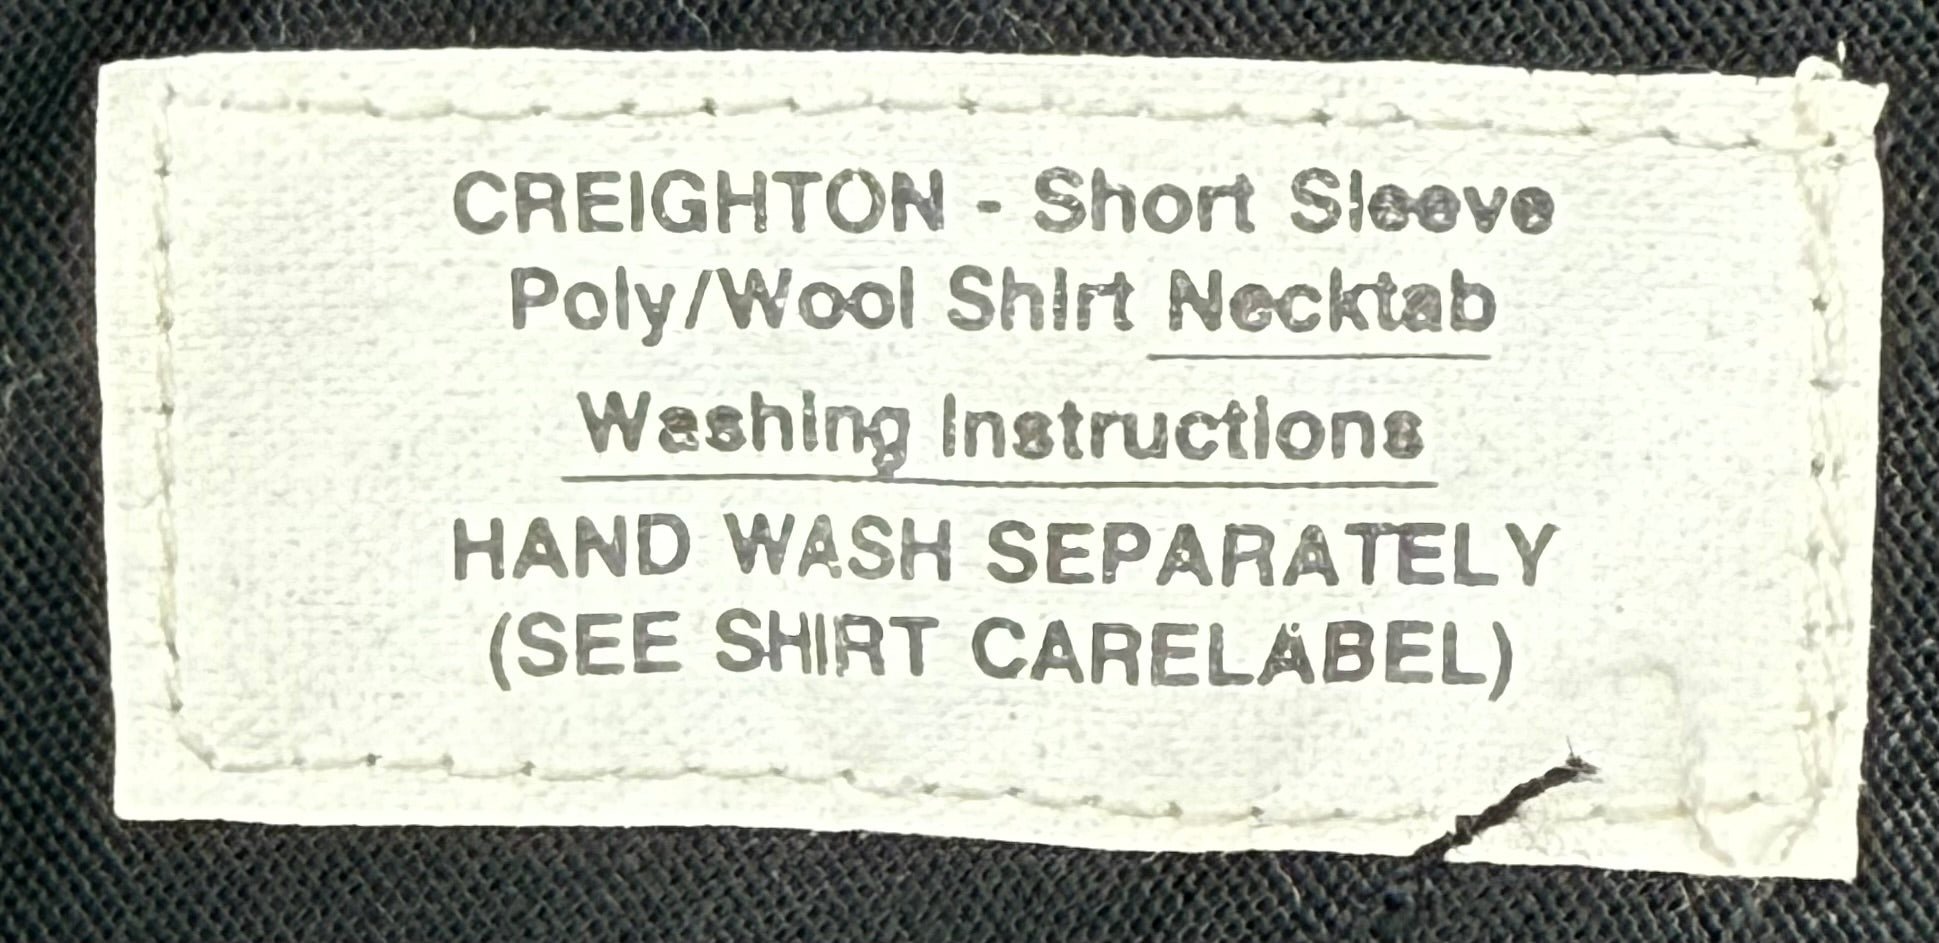 CREIGHTON - Short Sleeve
Poly/Wool Shirt Necktab
Washing Instructions
HAND WASH SEPARATELY
(SEE SHIRT CARELABEL)